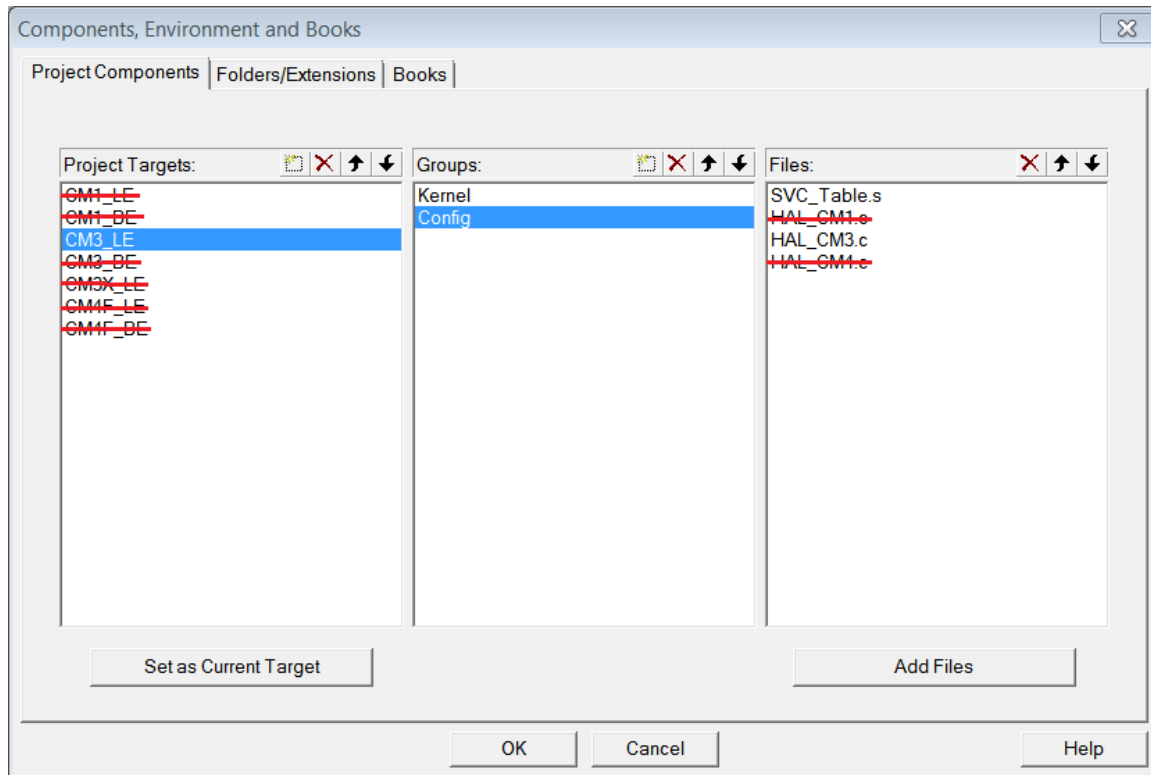 Components, Environment and Books
Project Components
Folders/Extensions
Books
Project Targets:
CM1_LE
CM1_BE
CM3_LE
CM3_BE
CM3X_LE
CM4F_LE
CM4F_BE
Groups:
Kernel
Config
Files:
SVC_Table.s
HAL_CM1.c
HAL_CM3.c
HAL_CM4.c
Set as Current Target
Add Files
OK
Cancel
Help